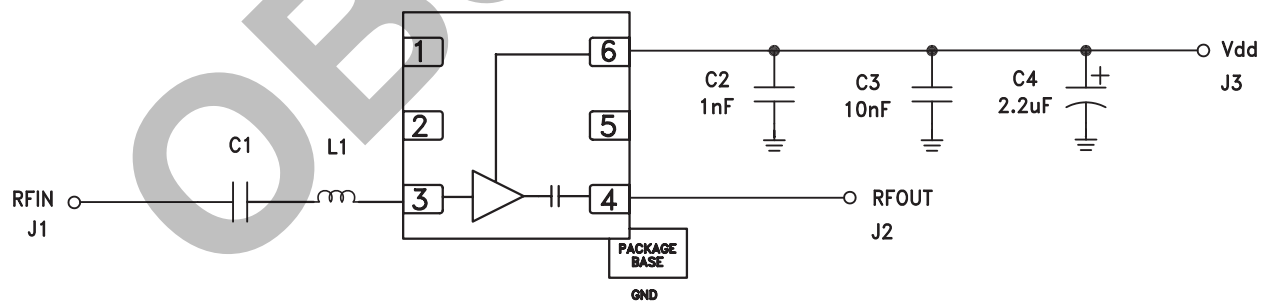 OB
1
6
Vdd
J3
C2
1nF
C3
10nF
C4
2.2uF
+
2
5
C1
L1
RFIN
J1
3
4
RFOUT
J2
PACKAGE
BASE
GND